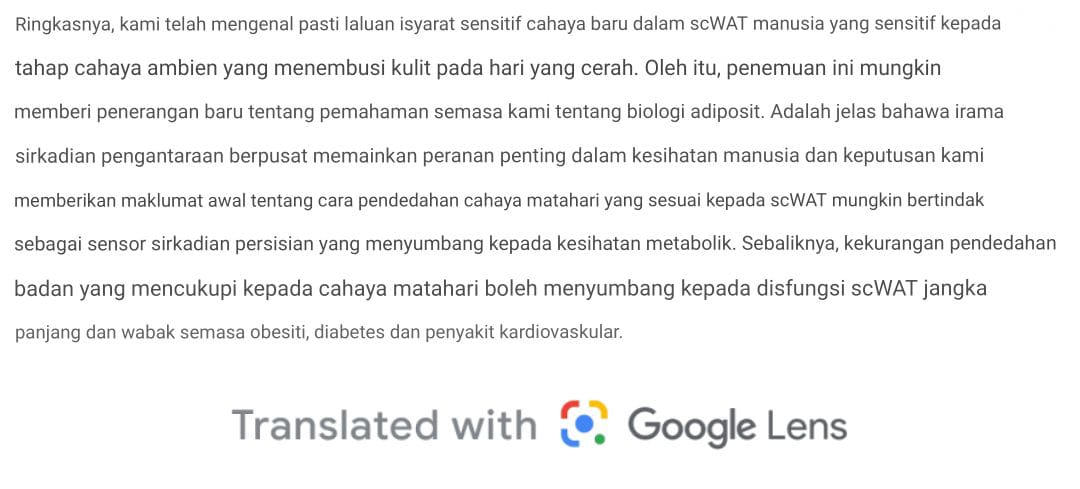 Ringkasnya, kami telah mengenal pasti laluan isyarat sensitif cahaya baru dalam scWAT manusia yang sensitif kepada
tahap cahaya ambien yang menembusi kulit pada hari yang cerah. Oleh itu, penemuan ini mungkin
memberi penerangan baru tentang pemahaman semasa kami tentang biologi adiposit. Adalah jelas bahawa irama
sirkadian pengantaraan berpusat memainkan peranan penting dalam kesihatan manusia dan keputusan kami
memberikan maklumat awal tentang cara pendedahan cahaya matahari yang sesuai kepada scWAT mungkin bertindak
sebagai sensor sirkadian persisian yang menyumbang kepada kesihatan metabolik. Sebaliknya, kekurangan pendedahan
badan yang mencukupi kepada cahaya matahari boleh menyumbang kepada disfungsi scWAT jangka
panjang dan wabak semasa obesiti, diabetes dan penyakit kardiovaskular.
Translated with Google Lens